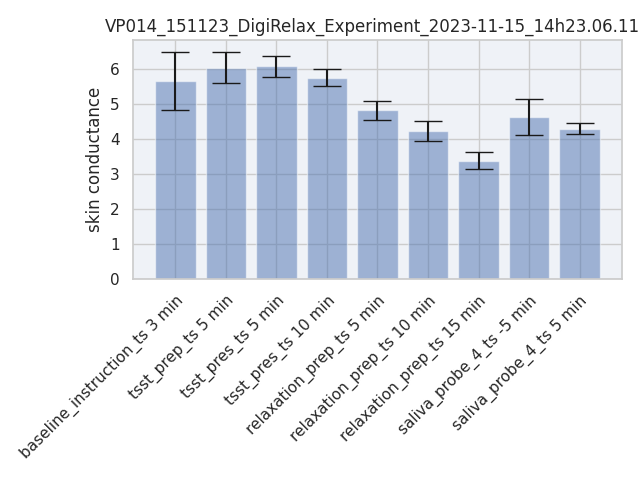 VP014_151123_DigiRelax_Experiment_2023-11-15_14h23.06.11
skin conductance
6
5
4
3
2
1
0
baseline_instruction_ts 3 min
tsst_prep_ts 5 min
tsst_pres_ts 5 min
tsst_pres_ts 10 min
relaxation_prep_ts 5 min
relaxation_prep_ts 10 min
relaxation_prep_ts 15 min
saliva_probe_4_ts -5 min
saliva_probe_4_ts 5 min